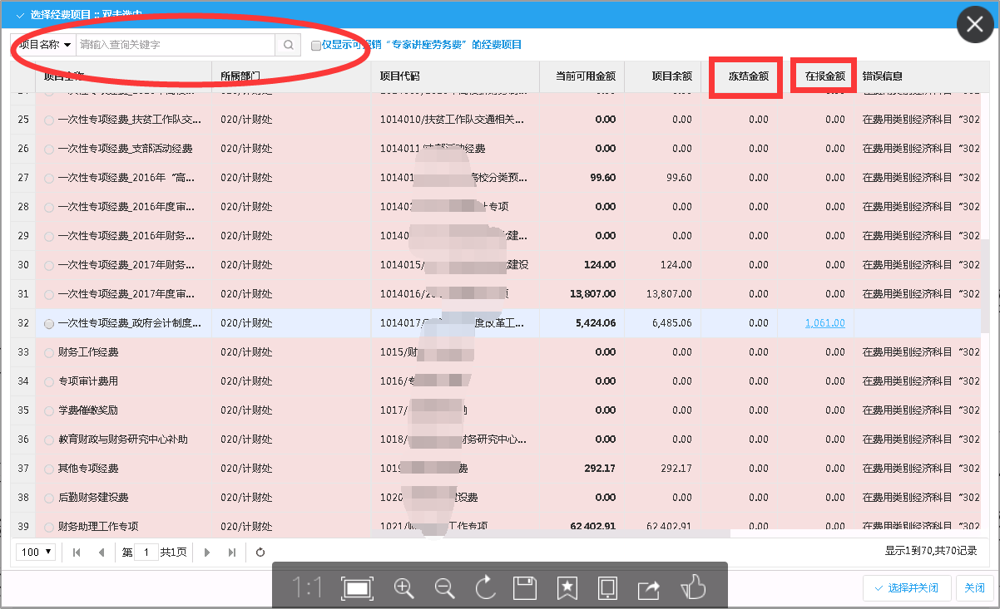 选择经费项目 :: 双击选中
项目名称 请输入查询关键字 仅显示可报销“专家讲座劳务费”的经费项目
项目全称 所属部门 项目代码 当前可用金额 项目余额 冻结金额 在报金额 错误信息
25 一次性专项经费_扶贫工作队交... 020/计财处 1014010/扶贫工作队交通相关... 0.00 0.00 0.00 0.00 在费用类别经济科目 “302
26 一次性专项经费_支部活动经费 020/计财处 1014011/支部活动经费 0.00 0.00 0.00 0.00 在费用类别经济科目 “302
27 一次性专项经费_2016年“高... 020/计财处 101401 高校分类预... 99.60 99.60 0.00 0.00 在费用类别经济科目 “302
28 一次性专项经费_2016年度审... 020/计财处 10140 计专项 0.00 0.00 0.00 0.00 在费用类别经济科目 “302
29 一次性专项经费_2016年财务... 020/计财处 10140 建... 0.00 0.00 0.00 0.00 在费用类别经济科目 “302
30 一次性专项经费_2017年财务... 020/计财处 1014015/ 建设 124.00 124.00 0.00 0.00 在费用类别经济科目 “302
31 一次性专项经费_2017年度审... 020/计财处 1014016/20 项 13,807.00 13,807.00 0.00 0.00 在费用类别经济科目 “302
32 一次性专项经费_政府会计制度... 020/计财处 1014017/ 度改革工... 5,424.06 6,485.06 0.00 1,061.00
33 财务工作经费 020/计财处 1015/财 0.00 0.00 0.00 0.00 在费用类别经济科目 “302
34 专项审计费用 020/计财处 1016/专 0.00 0.00 0.00 0.00 在费用类别经济科目 “302
35 学费催缴奖励 020/计财处 1017/ 励 0.00 0.00 0.00 0.00 在费用类别经济科目 “302
36 教育财政与财务研究中心补助 020/计财处 1018/ 财务研究中心... 0.00 0.00 0.00 0.00 在费用类别经济科目 “302
37 其他专项经费 020/计财处 1019 费 292.17 292.17 0.00 0.00 在费用类别经济科目 “302
38 后勤财务建设费 020/计财处 1020 建设费 0.00 0.00 0.00 0.00 在费用类别经济科目 “302
39 财务助理工作专项 020/计财处 1021/财 工作专项 62,402.91 62,402.91 0.00 0.00 在费用类别经济科目 “302
100 第 1 共1页 显示1到70,共70记录
1:1
选择并关闭 关闭